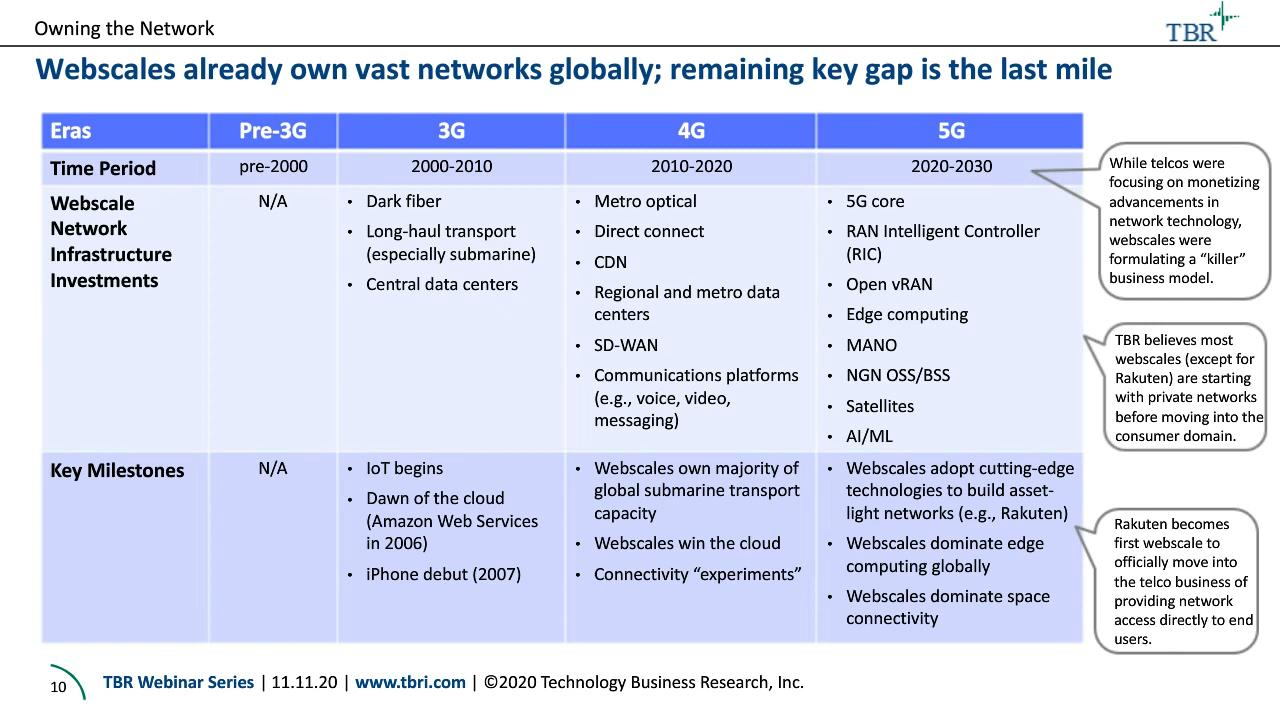 Owning the Network
TBR
Webscales already own vast networks globally; remaining key gap is the last mile
Eras
Pre-3G
3G
4G
5G
Time Period
pre-2000
2000-2010
2010-2020
2020-2030
Webscale
Network
Infrastructure
Investments
N/A
• Dark fiber
• Long-haul transport
(especially submarine)
• Central data centers
• Metro optical
• Direct connect
• CDN
• Regional and metro data
centers
• SD-WAN
• Communications platforms
(e.g., voice, video,
messaging)
• 5G core
• RAN Intelligent Controller
(RIC)
• Open vRAN
• Edge computing
• MANO
• NGN OSS/BSS
• Satellites
• AI/ML
Key Milestones
N/A
• IoT begins
• Dawn of the cloud
(Amazon Web Services
in 2006)
• iPhone debut (2007)
• Webscales own majority of
global submarine transport
capacity
• Webscales win the cloud
• Connectivity “experiments”
• Webscales adopt cutting-edge
technologies to build asset-
light networks (e.g., Rakuten)
• Webscales dominate edge
computing globally
• Webscales dominate space
connectivity
While telcos were
focusing on monetizing
advancements in
network technology,
webscales were
formulating a “killer”
business model.
TBR believes most
webscales (except for
Rakuten) are starting
with private networks
before moving into the
consumer domain.
Rakuten becomes
first webscale to
officially move into
the telco business of
providing network
access directly to end
users.
10
TBR Webinar Series | 11.11.20 | www.tbri.com | ©2020 Technology Business Research, Inc.